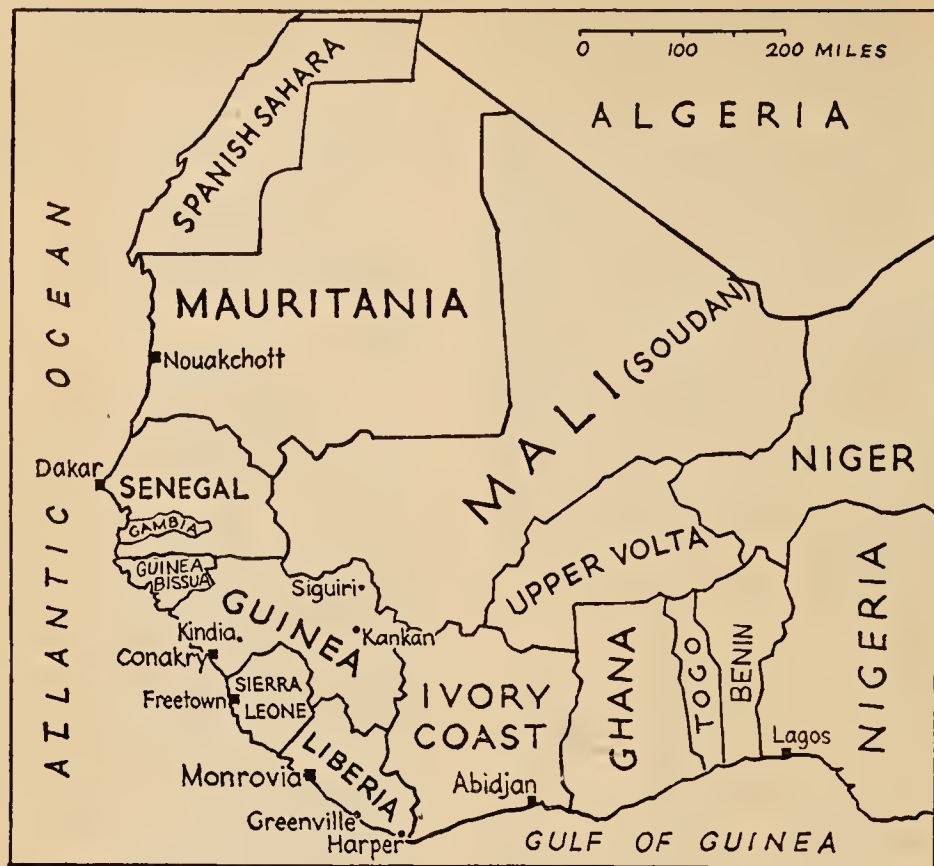 0 100 200 MILES
ALGERIA
SPANISH SAHARA
ATLANTIC OCEAN
MAURITANIA
Nouakchott
MALI (SOUDAN)
NIGER
Dakar
SENEGAL
GAMBIA
GUINEA
BISSUA
UPPER VOLTA
Siguiri
GUINEA
Kankan
Kindia
Conakry
SIERRA
LEONE
Freetown
IVORY
COAST
GHANA
TOGO
BENIN
NIGERIA
Lagos
LIBERIA
Monrovia
Abidjan
Greenville
Harper
GULF OF GUINEA